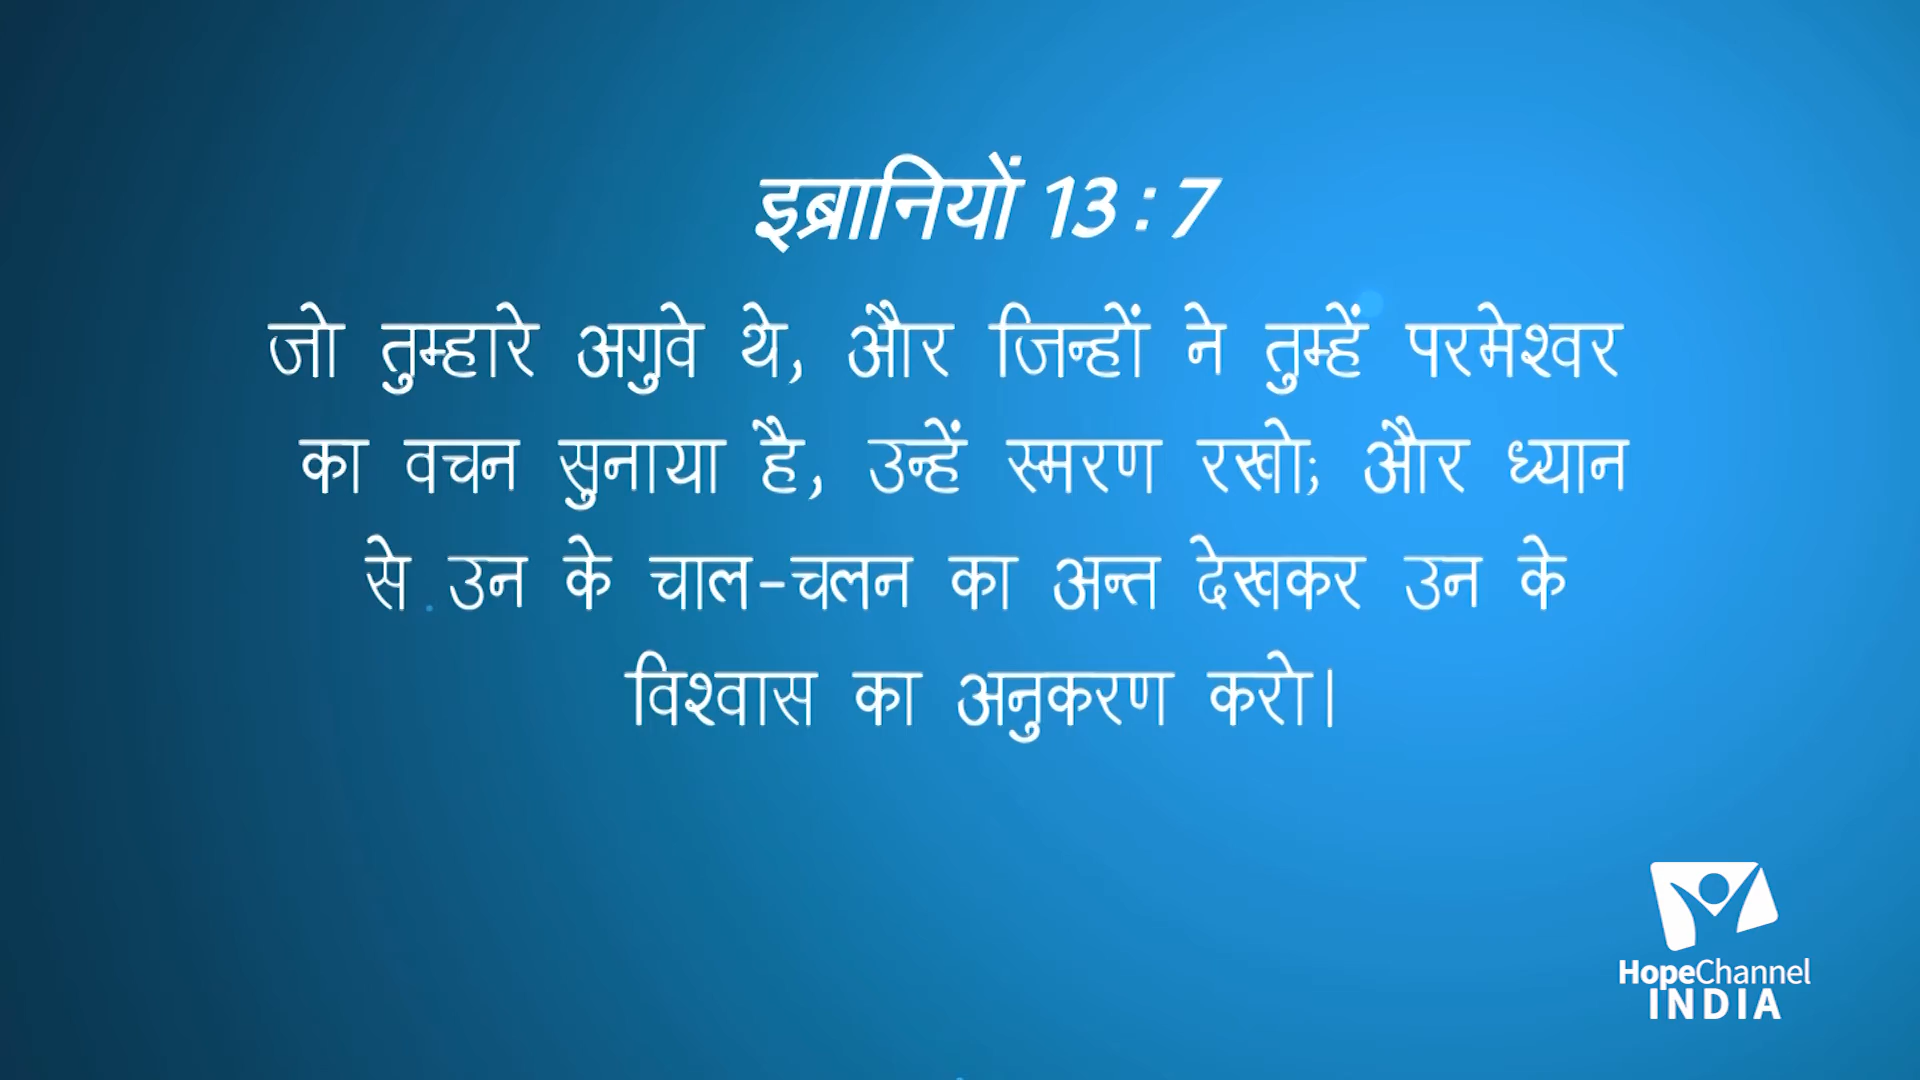 इब्रानियों 13 : 7
जो तुम्हारे अगुवे थे, और जिन्हों ने तुम्हें परमेश्वर
का वचन सुनाया है, उन्हें स्मरण रखो; और ध्यान
से उन के चाल-चलन का अन्त देखकर उन के
विश्वास का अनुकरण करो।
HopeChannel
INDIA